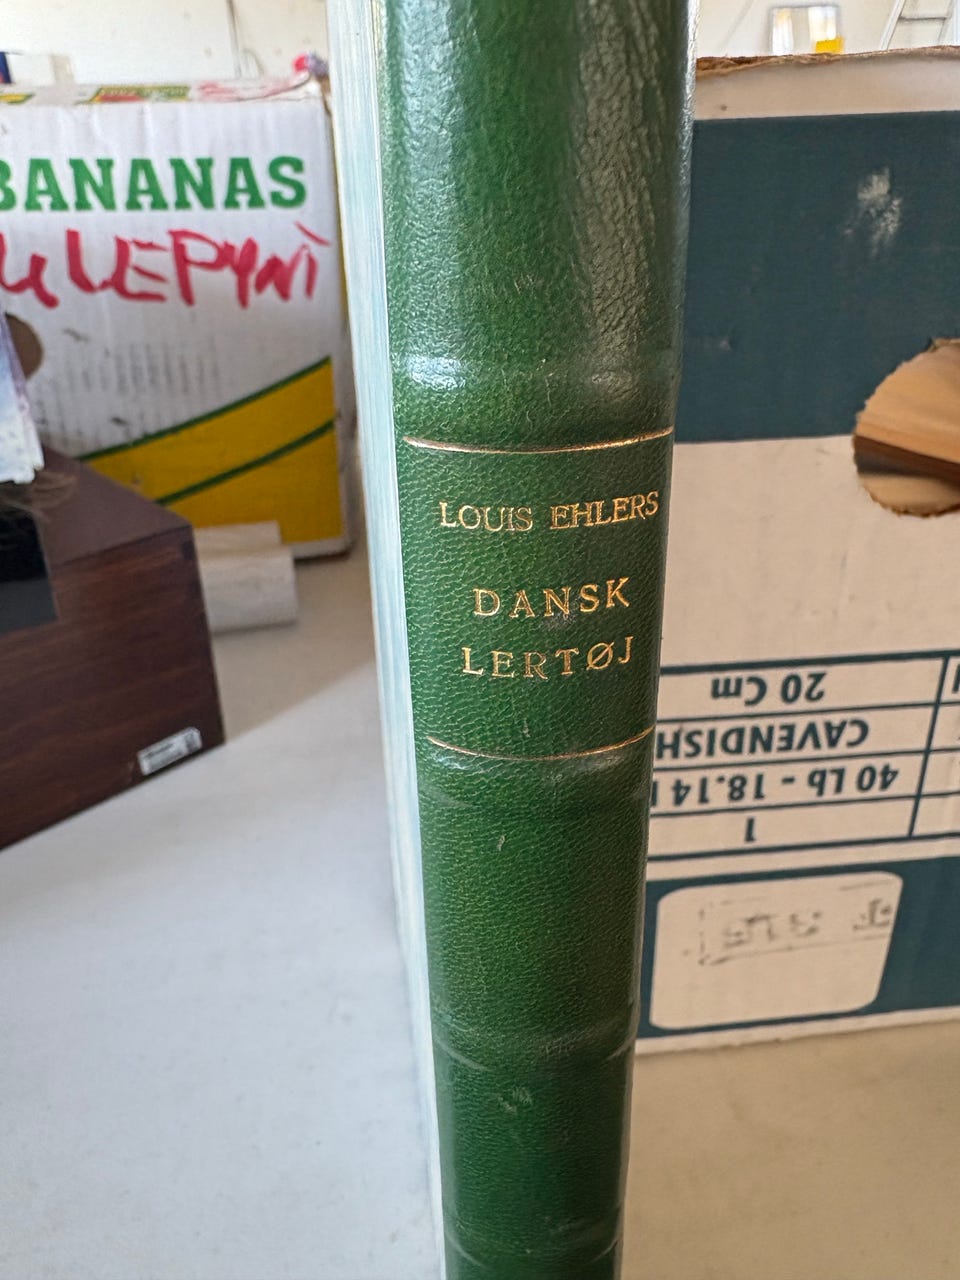 BANANAS
LOUIS EHLERS
DANSK
LERTØJ
20 Cm
CAVENDISH
40 Lb - 18.14
1